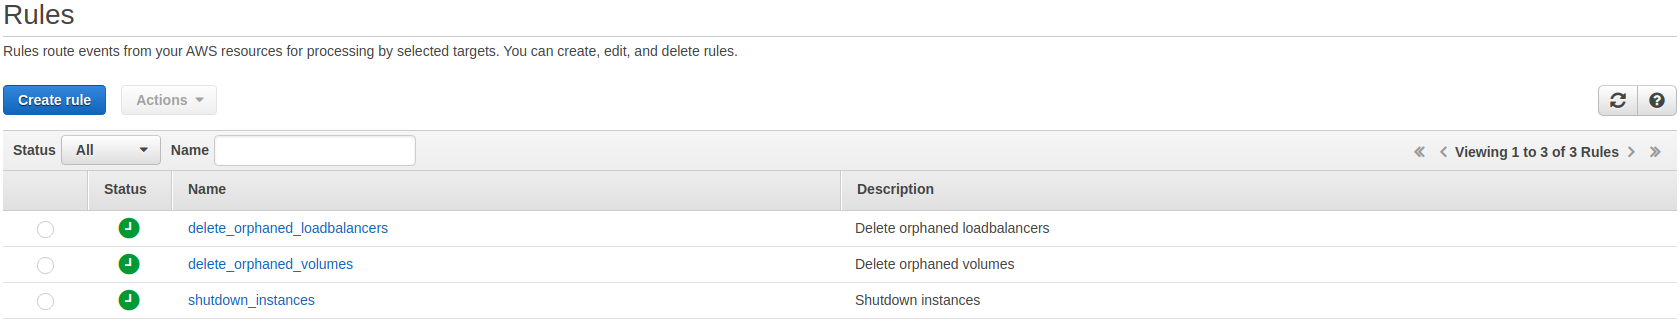 Rules
Rules route events from your AWS resources for processing by selected targets. You can create, edit, and delete rules.
Create rule Actions
Status All Name Viewing 1 to 3 of 3 Rules
Status Name Description
delete_orphaned_loadbalancers Delete orphaned loadbalancers
delete_orphaned_volumes Delete orphaned volumes
shutdown_instances Shutdown instances